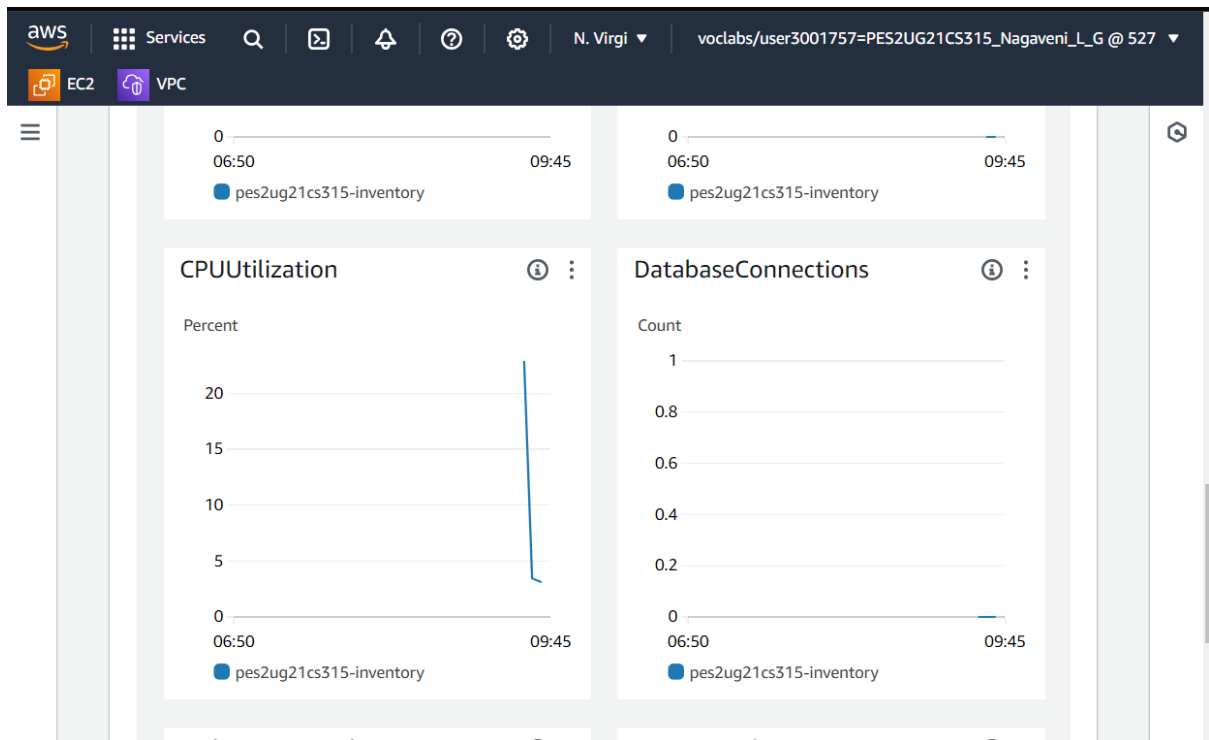 aws Services N. Virgi voclabs/user3001757=PES2UG21CS315_Nagaveni_L_G @ 527
EC2 VPC
0 0
06:50 09:45 06:50 09:45
pes2ug21cs315-inventory pes2ug21cs315-inventory
CPUUtilization DatabaseConnections
Percent Count
1
20
0.8
15 0.6
10 0.4
5 0.2
0 0
06:50 09:45 06:50 09:45
pes2ug21cs315-inventory pes2ug21cs315-inventory